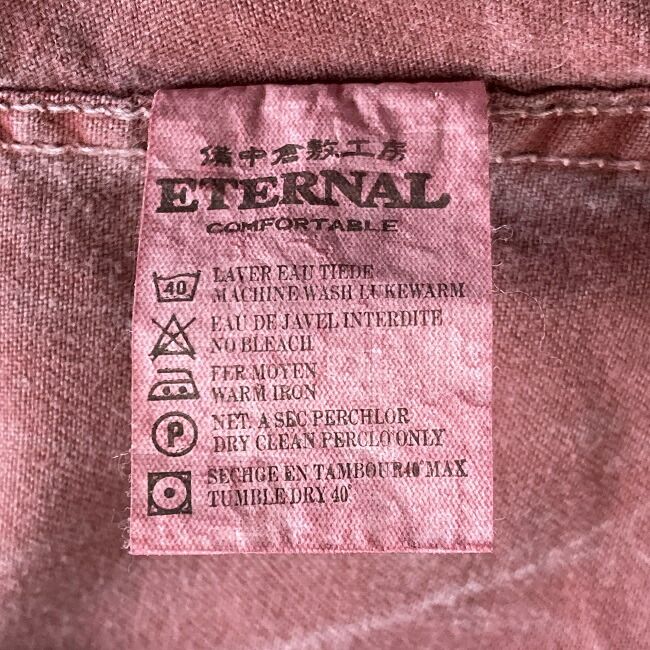 備中倉敷工房
ETERNAL
COMFORTABLE
40
LAVER EAU TIEDE
MACHINE WASH LUKEWARM
EAU DE JAVEL INTERDITE
NO BLEACH
FER MOYEN
WARM IRON
P
NET. A SEC PERCHLOR
DRY CLEAN PERCLO'ONLY
SECHGE EN TAMBOUR40°MAX
TUMBLE DRY 40°